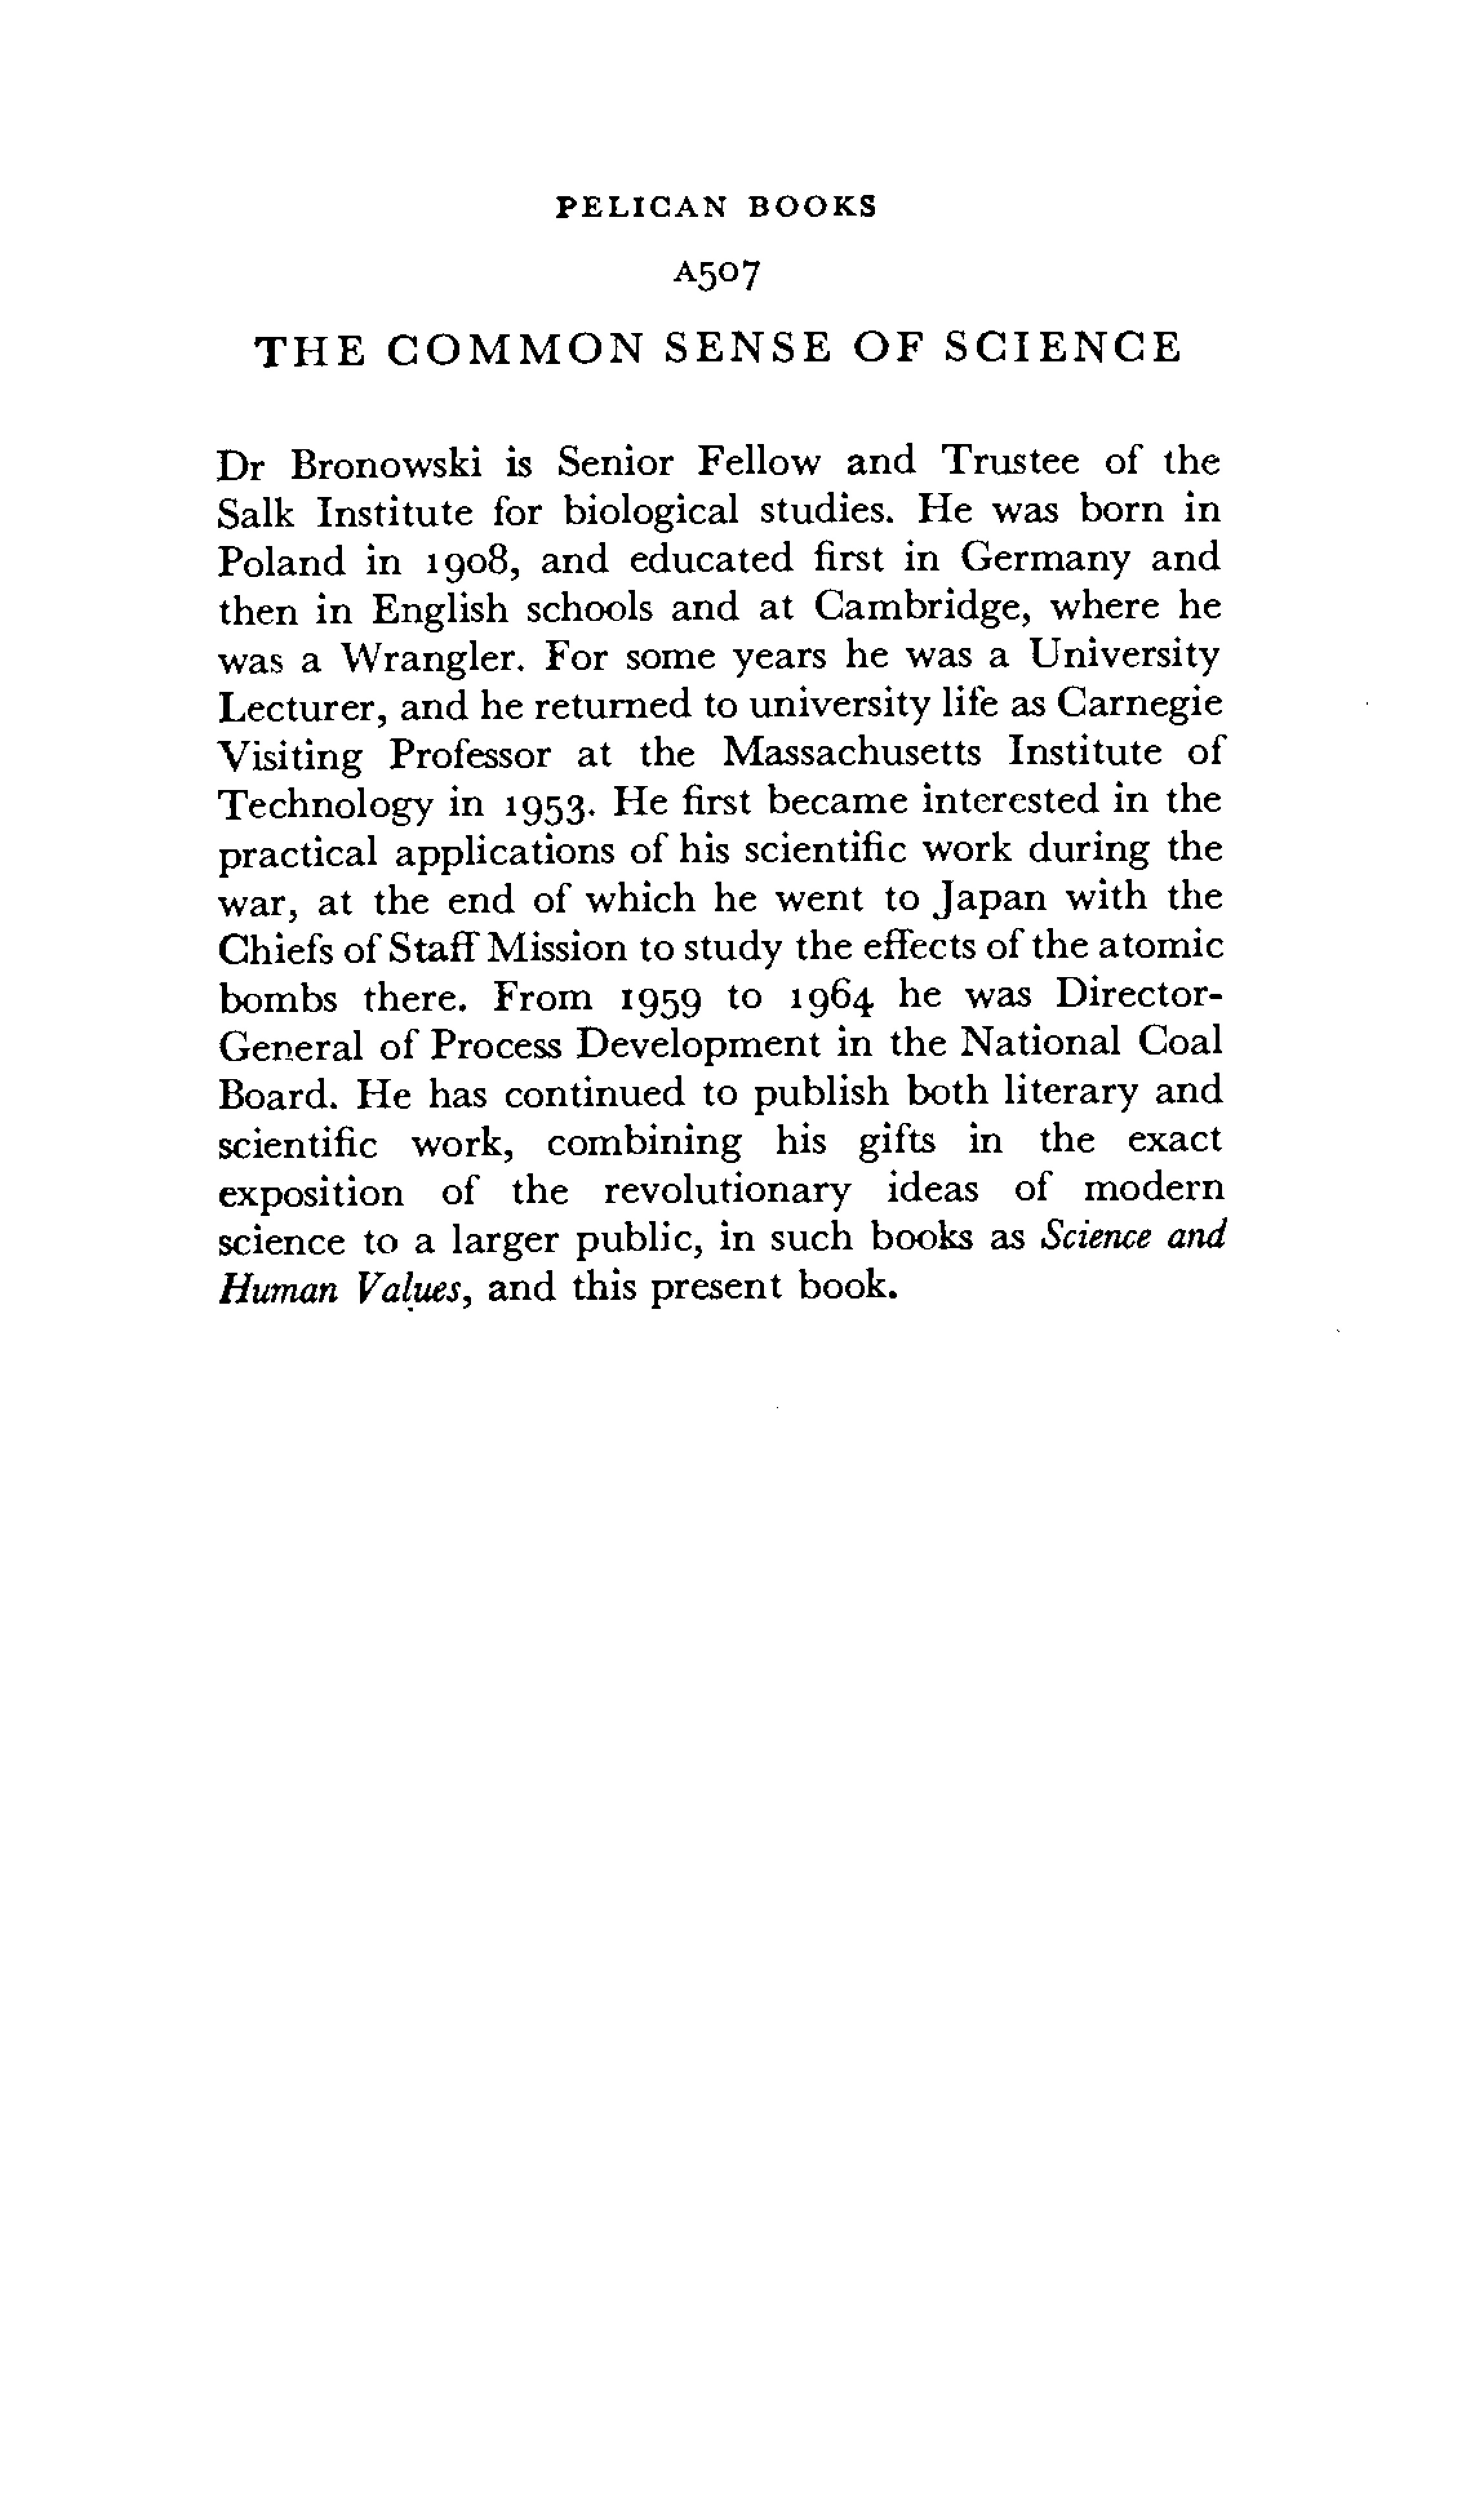 PELICAN BOOKS
A507
THE COMMON SENSE OF SCIENCE
Dr Bronowski is Senior Fellow and Trustee of the
Salk Institute for biological studies. He was born in
Poland in 1908, and educated first in Germany and
then in English schools and at Cambridge, where he
was a Wrangler. For some years he was a University
Lecturer, and he returned to university life as Carnegie
Visiting Professor at the Massachusetts Institute of
Technology in 1953. He first became interested in the
practical applications of his scientific work during the
war, at the end of which he went to Japan with the
Chiefs of Staff Mission to study the effects of the atomic
bombs there. From 1959 to 1964 he was Director-
General of Process Development in the National Coal
Board. He has continued to publish both literary and
scientific work, combining his gifts in the exact
exposition of the revolutionary ideas of modern
science to a larger public, in such books as Science and
Human Values, and this present book.